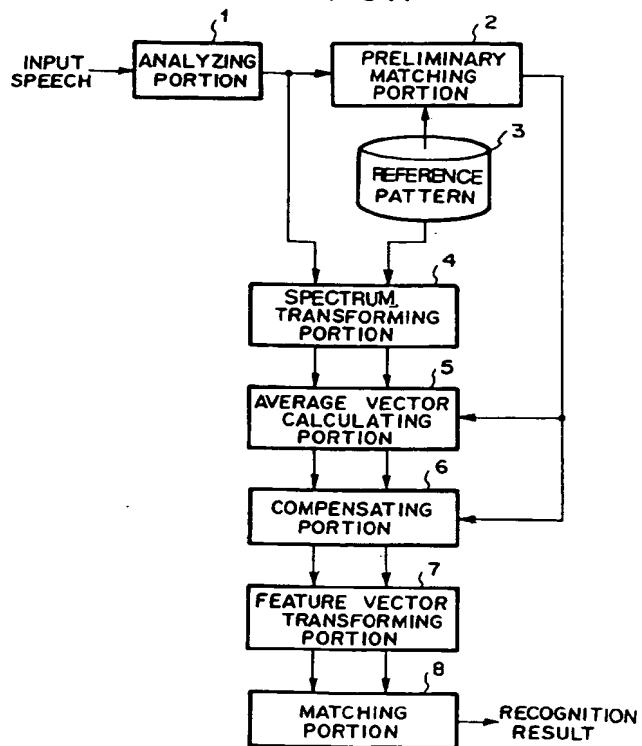 1
2
INPUT
SPEECH
ANALYZING
PORTION
PRELIMINARY
MATCHING
PORTION
3
REFERENCE
PATTERN
4
SPECTRUM
TRANSFORMING
PORTION
5
AVERAGE VECTOR
CALCULATING
PORTION
6
COMPENSATING
PORTION
7
FEATURE VECTOR
TRANSFORMING
PORTION
8
MATCHING
PORTION
RECOGNITION
RESULT